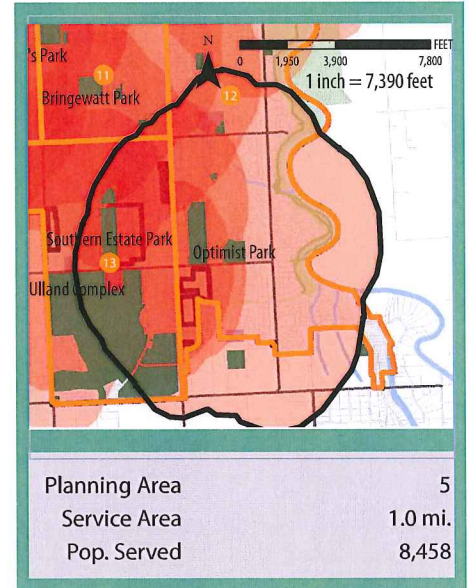 's Park
N
FEET
0 1,950 3,900 7,800
1 inch = 7,390 feet
11
Bringewatt Park
12
Southern Estate Park
Optimist Park
13
Ulland Complex
Planning Area 5
Service Area 1.0 mi.
Pop. Served 8,458